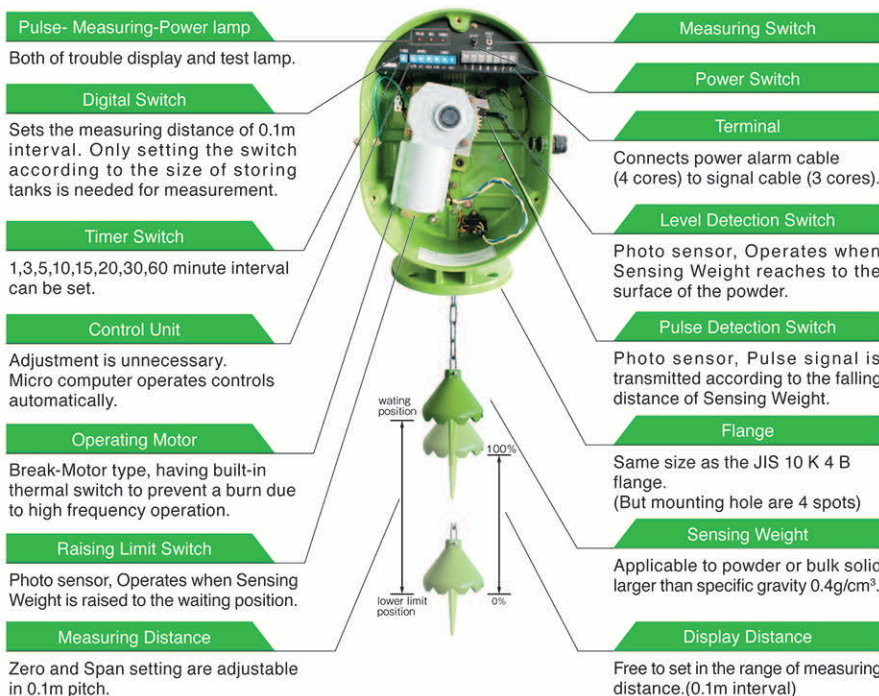 Pulse- Measuring-Power lamp
Both of trouble display and test lamp.
Digital Switch
Sets the measuring distance of 0.1m
interval. Only setting the switch
according to the size of storing
tanks is needed for measurement.
Timer Switch
1,3,5,10,15,20,30,60 minute interval
can be set.
Control Unit
Adjustment is unnecessary.
Micro computer operates controls
automatically.
Operating Motor
Break-Motor type, having built-in
thermal switch to prevent a burn due
to high frequency operation.
Raising Limit Switch
Photo sensor, Operates when Sensing
Weight is raised to the waiting position.
Measuring Distance
Zero and Span setting are adjustable
in 0.1m pitch.
wating
position
100%
lower limit
position
0%
Measuring Switch
Power Switch
Terminal
Connects power alarm cable
(4 cores) to signal cable (3 cores).
Level Detection Switch
Photo sensor, Operates when
Sensing Weight reaches to the
surface of the powder.
Pulse Detection Switch
Photo sensor, Pulse signal is
transmitted according to the falling
distance of Sensing Weight.
Flange
Same size as the JIS 10 K 4 B
flange.
(But mounting hole are 4 spots)
Sensing Weight
Applicable to powder or bulk solid
larger than specific gravity 0.4g/cm³.
Display Distance
Free to set in the range of measuring
distance.(0.1m interval)